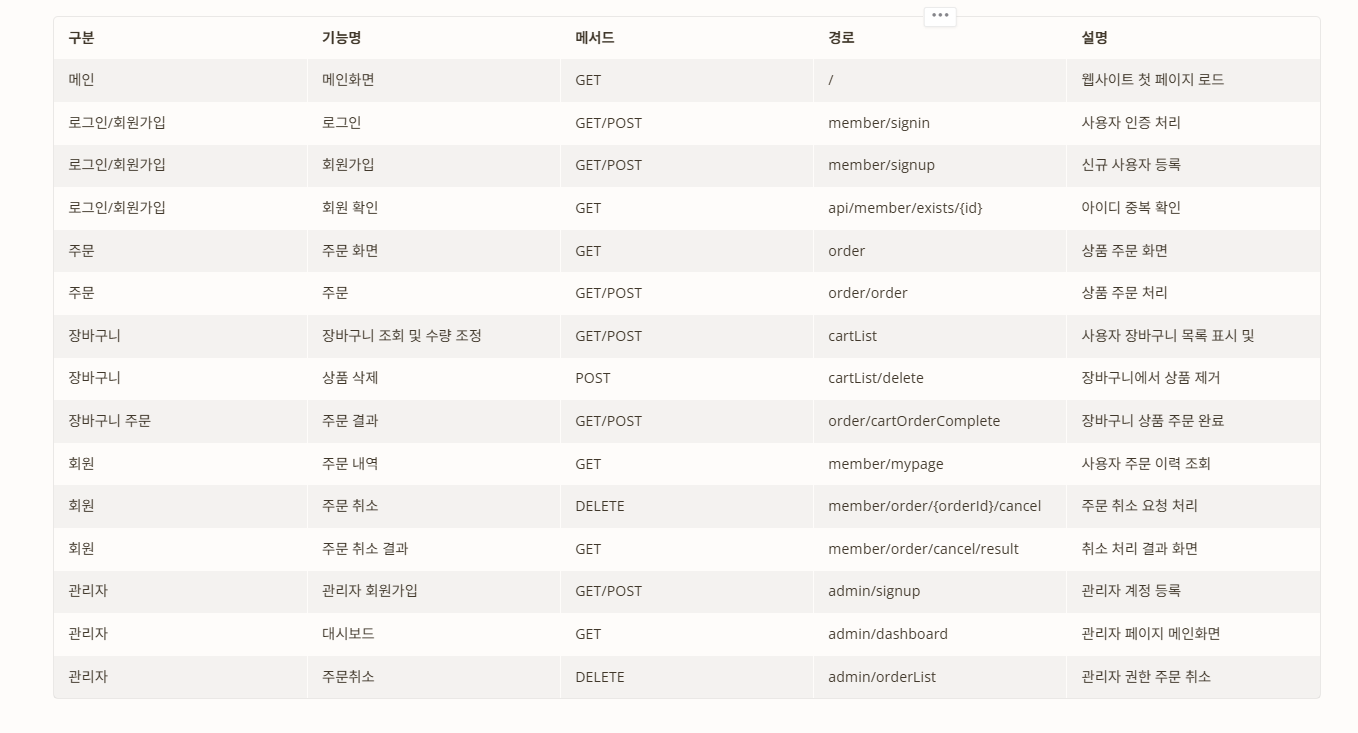 구분 기능명 메서드 경로 설명
메인 메인화면 GET / 웹사이트 첫 페이지 로드
로그인/회원가입 로그인 GET/POST member/signin 사용자 인증 처리
로그인/회원가입 회원가입 GET/POST member/signup 신규 사용자 등록
로그인/회원가입 회원 확인 GET api/member/exists/{id} 아이디 중복 확인
주문 주문 화면 GET order 상품 주문 화면
주문 주문 GET/POST order/order 상품 주문 처리
장바구니 장바구니 조회 및 수량 조정 GET/POST cartList 사용자 장바구니 목록 표시 및
장바구니 상품 삭제 POST cartList/delete 장바구니에서 상품 제거
장바구니 주문 주문 결과 GET/POST order/cartOrderComplete 장바구니 상품 주문 완료
회원 주문 내역 GET member/mypage 사용자 주문 이력 조회
회원 주문 취소 DELETE member/order/{orderId}/cancel 주문 취소 요청 처리
회원 주문 취소 결과 GET member/order/cancel/result 취소 처리 결과 화면
관리자 관리자 회원가입 GET/POST admin/signup 관리자 계정 등록
관리자 대시보드 GET admin/dashboard 관리자 페이지 메인화면
관리자 주문취소 DELETE admin/orderList 관리자 권한 주문 취소